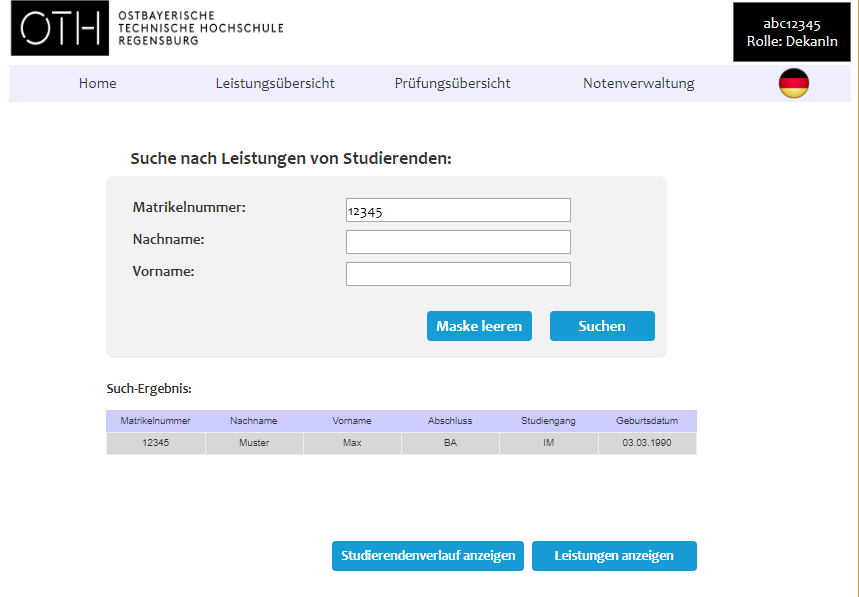 OTH
OSTBAYERISCHE
TECHNISCHE HOCHSCHULE
REGENSBURG
abc12345
Rolle: DekanIn
Home Leistungsübersicht Prüfungsübersicht Notenverwaltung
Suche nach Leistungen von Studierenden:
Matrikelnummer: 12345
Nachname:
Vorname:
Maske leeren Suchen
Such-Ergebnis:
Matrikelnummer Nachname Vorname Abschluss Studiengang Geburtsdatum
12345 Muster Max BA IM 03.03.1990
Studierendenverlauf anzeigen Leistungen anzeigen